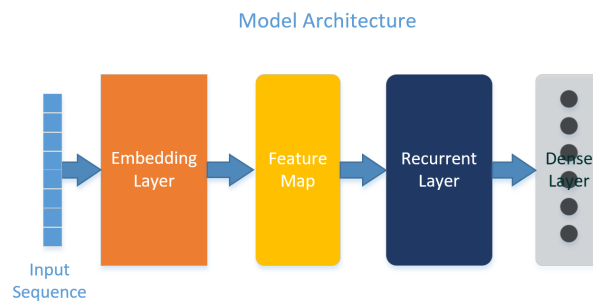 Model Architecture
Embedding
Layer
Feature
Map
Recurrent
Layer
Dense
Layer
Input
Sequence